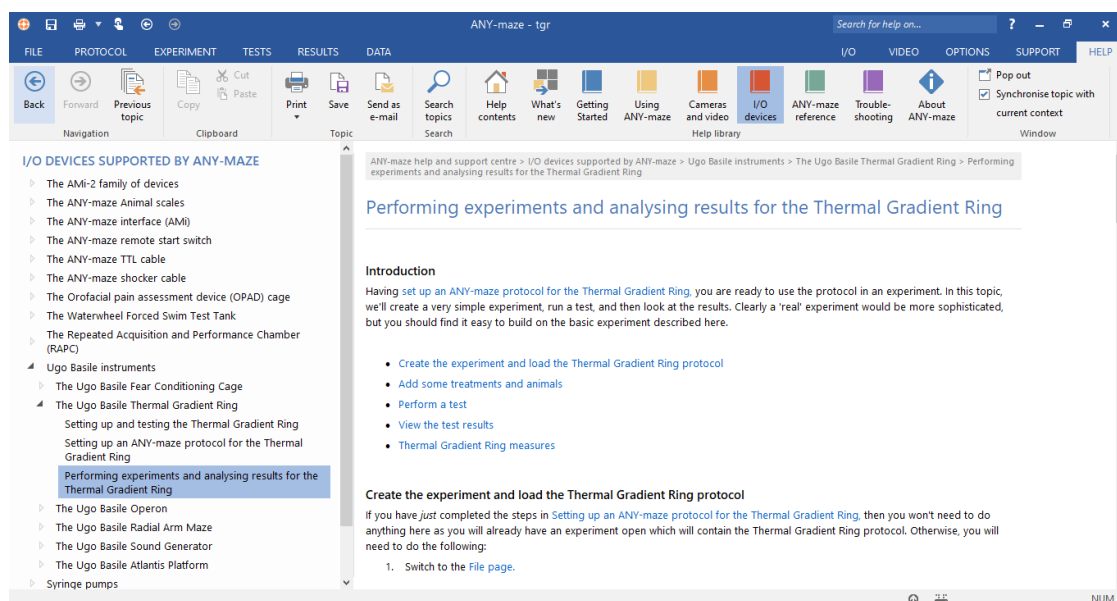 ANY-maze - tgr
Search for help on...
?
FILE PROTOCOL EXPERIMENT TESTS RESULTS DATA I/O VIDEO OPTIONS SUPPORT HELP
Back
Forward
Previous
topic
Navigation
Copy
Cut
Paste
Clipboard
Print
Save
Send as
e-mail
Topic
Search
topics
Search
Help
contents
What's
new
Getting
Started
Using
ANY-maze
Cameras
and video
I/O
devices
ANY-maze
reference
Trouble-
shooting
About
ANY-maze
Help library
Pop out
Synchronise topic with
current context
Window
I/O DEVICES SUPPORTED BY ANY-MAZE
The AMi-2 family of devices
The ANY-maze Animal scales
The ANY-maze interface (AMi)
The ANY-maze remote start switch
The ANY-maze TTL cable
The ANY-maze shocker cable
The Orofacial pain assessment device (OPAD) cage
The Waterwheel Forced Swim Test Tank
The Repeated Acquisition and Performance Chamber
(RAPC)
Ugo Basile instruments
The Ugo Basile Fear Conditioning Cage
The Ugo Basile Thermal Gradient Ring
Setting up and testing the Thermal Gradient Ring
Setting up an ANY-maze protocol for the Thermal
Gradient Ring
Performing experiments and analysing results for the
Thermal Gradient Ring
The Ugo Basile Operon
The Ugo Basile Radial Arm Maze
The Ugo Basile Sound Generator
The Ugo Basile Atlantis Platform
Syringe pumps
ANY-maze help and support centre > I/O devices supported by ANY-maze > Ugo Basile instruments > The Ugo Basile Thermal Gradient Ring > Performing
experiments and analysing results for the Thermal Gradient Ring
Performing experiments and analysing results for the Thermal Gradient Ring
Introduction
Having set up an ANY-maze protocol for the Thermal Gradient Ring, you are ready to use the protocol in an experiment. In this topic,
we'll create a very simple experiment, run a test, and then look at the results. Clearly a 'real' experiment would be more sophisticated,
but you should find it easy to build on the basic experiment described here.
• Create the experiment and load the Thermal Gradient Ring protocol
• Add some treatments and animals
• Perform a test
• View the test results
• Thermal Gradient Ring measures
Create the experiment and load the Thermal Gradient Ring protocol
If you have just completed the steps in Setting up an ANY-maze protocol for the Thermal Gradient Ring, then you won't need to do
anything here as you will already have an experiment open which will contain the Thermal Gradient Ring protocol. Otherwise, you will
need to do the following:
1. Switch to the File page.
NUM